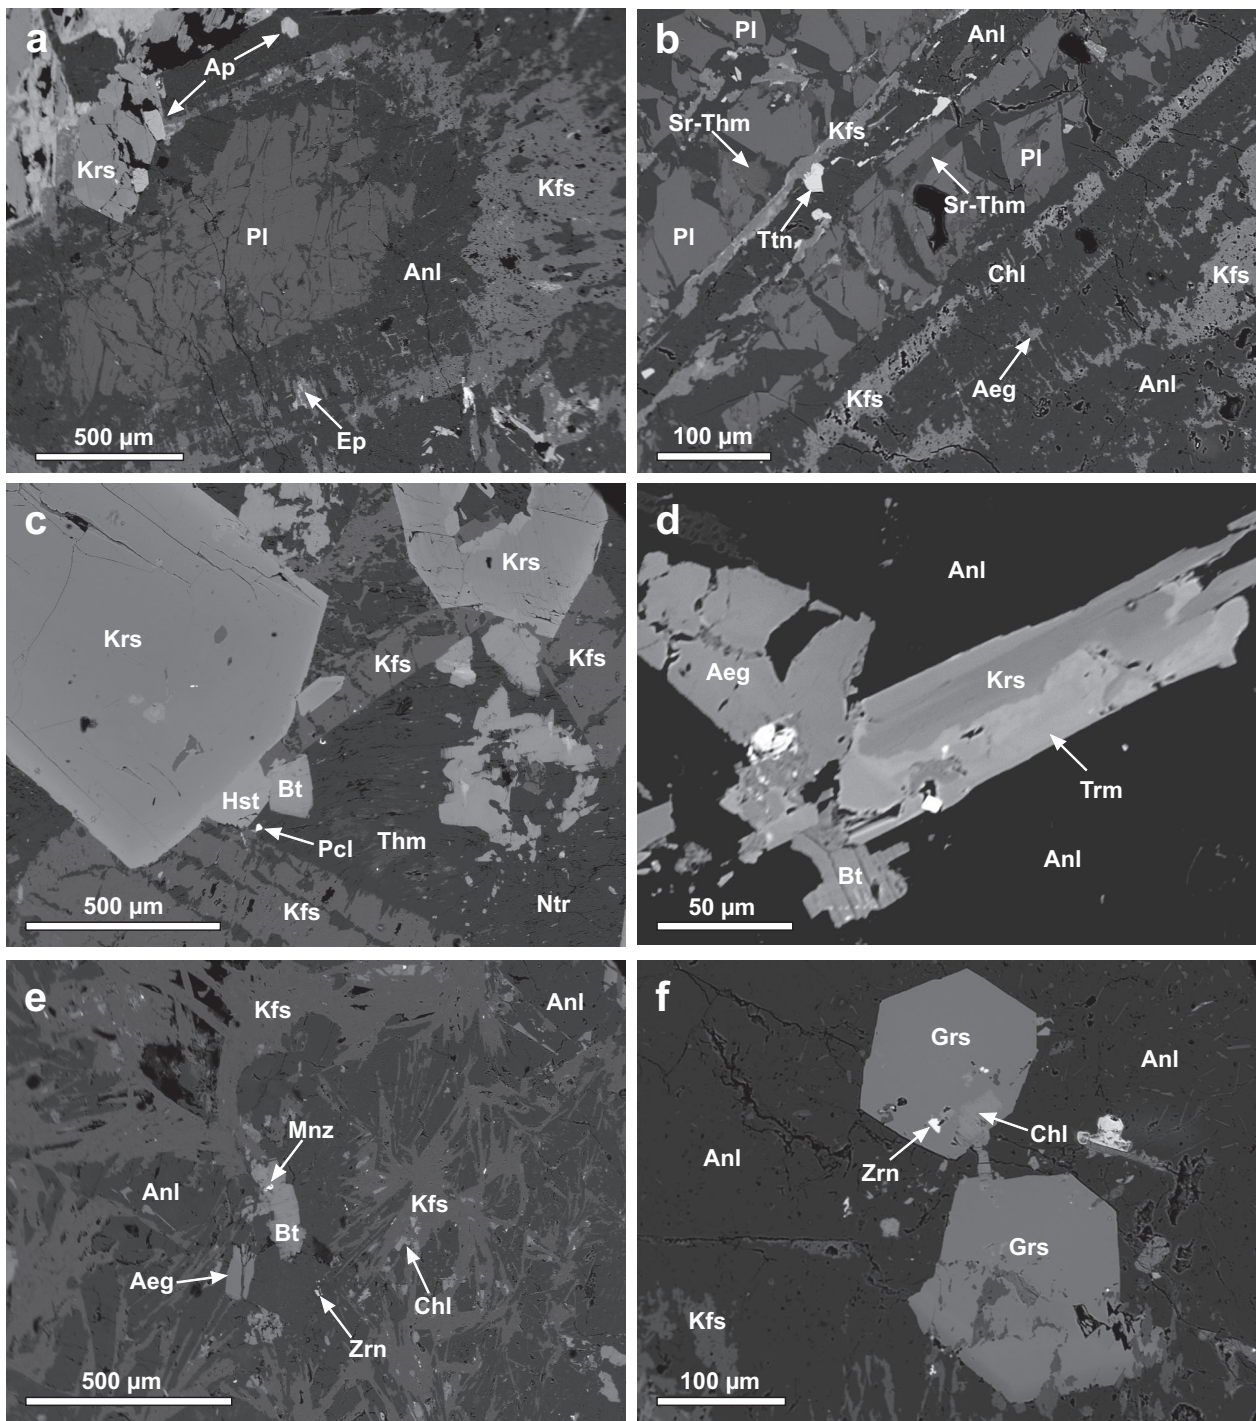 a
Ap
Krs
Kfs
Pl
Anl
Ep
500 µm
b
Pl
Anl
Sr-Thm
Kfs
Pl
Sr-Thm
Pl
Ttn
Chl
Kfs
Aeg
Kfs
Anl
100 µm
c
Krs
Krs
Kfs
Kfs
Hst
Bt
Pcl
Thm
Kfs
Ntr
500 µm
d
Anl
Aeg
Krs
Trm
Bt
Anl
50 µm
e
Kfs
Anl
Mnz
Anl
Kfs
Bt
Aeg
Chl
Zrn
500 µm
f
Grs
Anl
Chl
Anl
Zrn
Grs
Kfs
100 µm